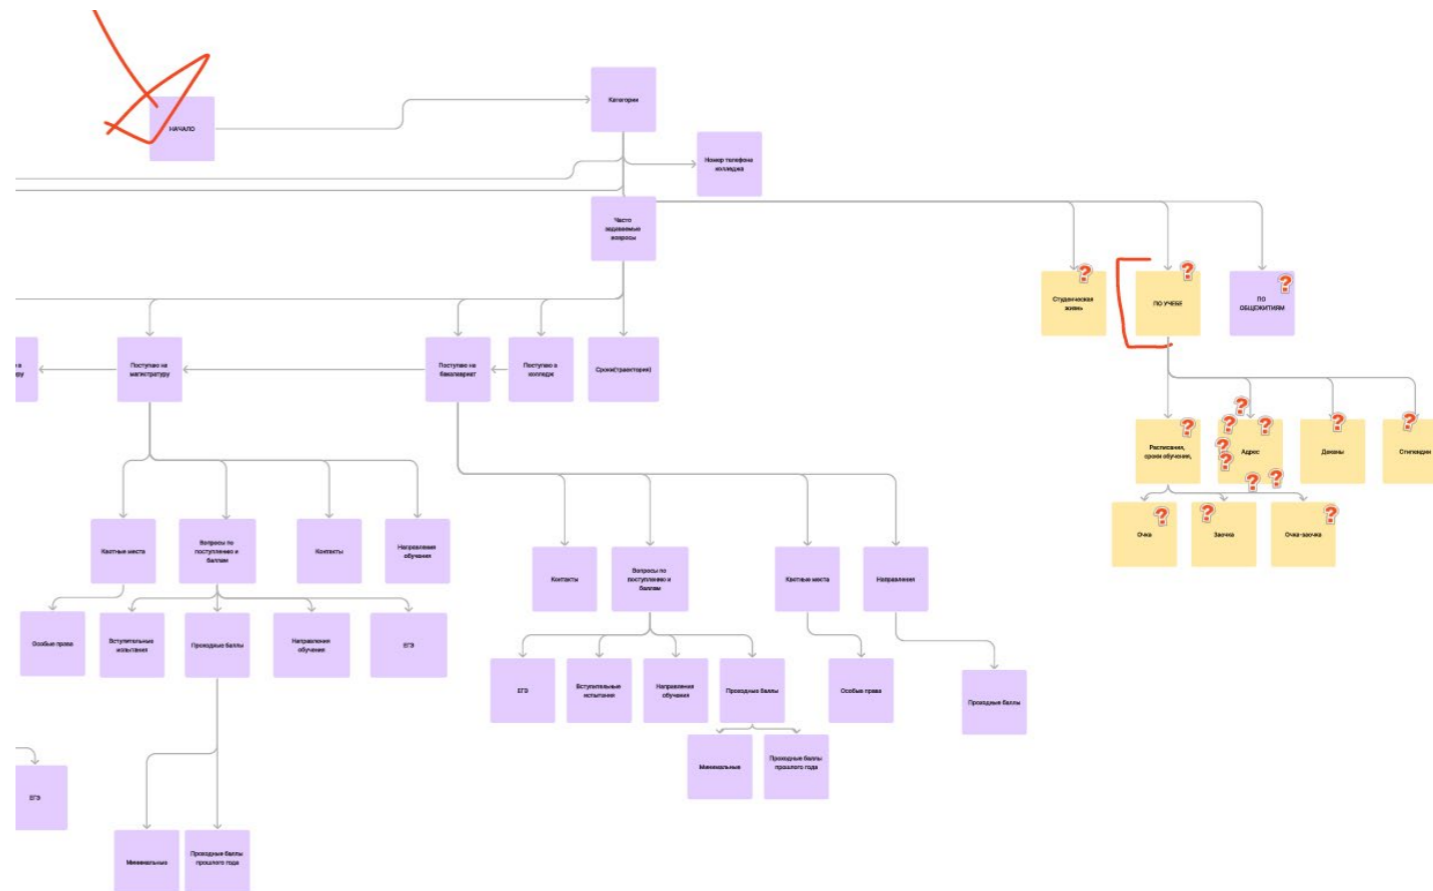 НАЧАЛО
Категории
Номер телефона
колледжа
Часто
задаваемые
вопросы
Студенческая
жизнь
?
ПО УЧЕБЕ
?
ПО
ОБЩЕЖИТИЯМ
?
Поступаю на
магистратуру
Поступаю на
бакалавриат
Поступаю в
колледж
Сроки(траектории)
Расписания,
сроки обучения,
?
Адрес
?
?
?
?
?
?
?
Деканы
?
Стипендии
?
Очка
?
Заочка
?
Очка-заочка
?
Квотные места
Вопросы по
поступлению и
баллам
Контакты
Направления
обучения
Контакты
Вопросы по
поступлению и
баллам
Квотные места
Направления
Особые права
Вступительные
испытания
Проходные баллы
Направления
обучения
ЕГЭ
ЕГЭ
Вступительные
испытания
Направления
обучения
Проходные баллы
Особые права
Проходные баллы
Минимальные
Проходные баллы
прошлого года
ЕГЭ
Минимальные
Проходные баллы
прошлого года